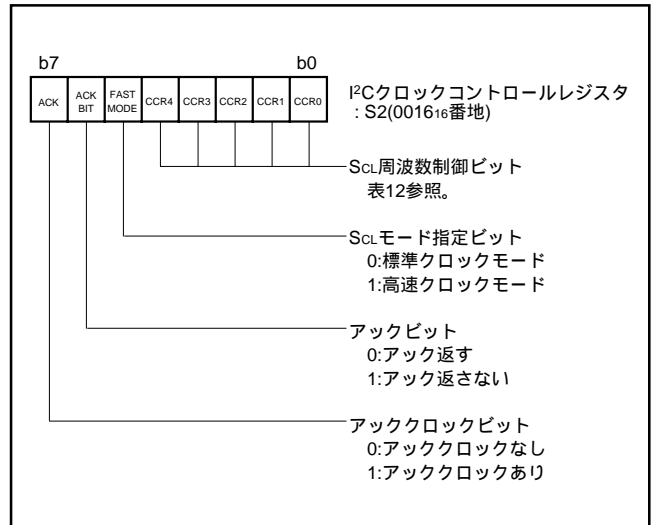 b7 b0
ACK ACK BIT FAST MODE CCR4 CCR3 CCR2 CCR1 CCR0
I²Cクロックコントロールレジスタ
: S2(0016₁₆番地)
SCL周波数制御ビット
表12参照。
SCLモード指定ビット
0:標準クロックモード
1:高速クロックモード
アックビット
0:アック返す
1:アック返さない
アッククロックビット
0:アッククロックなし
1:アッククロックあり